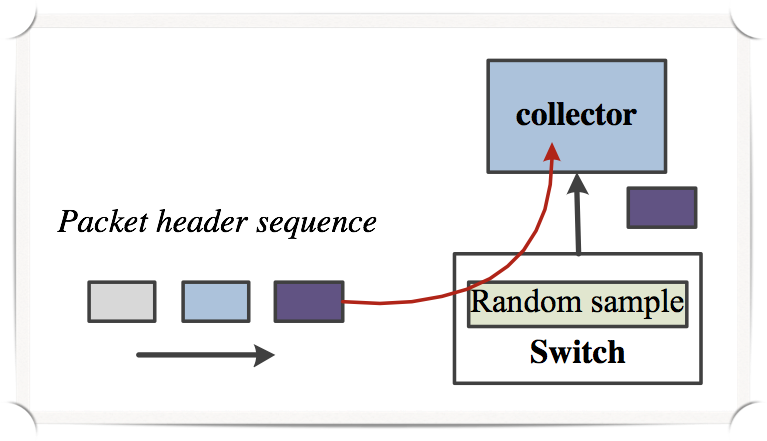 collector
Packet header sequence
Random sample
Switch